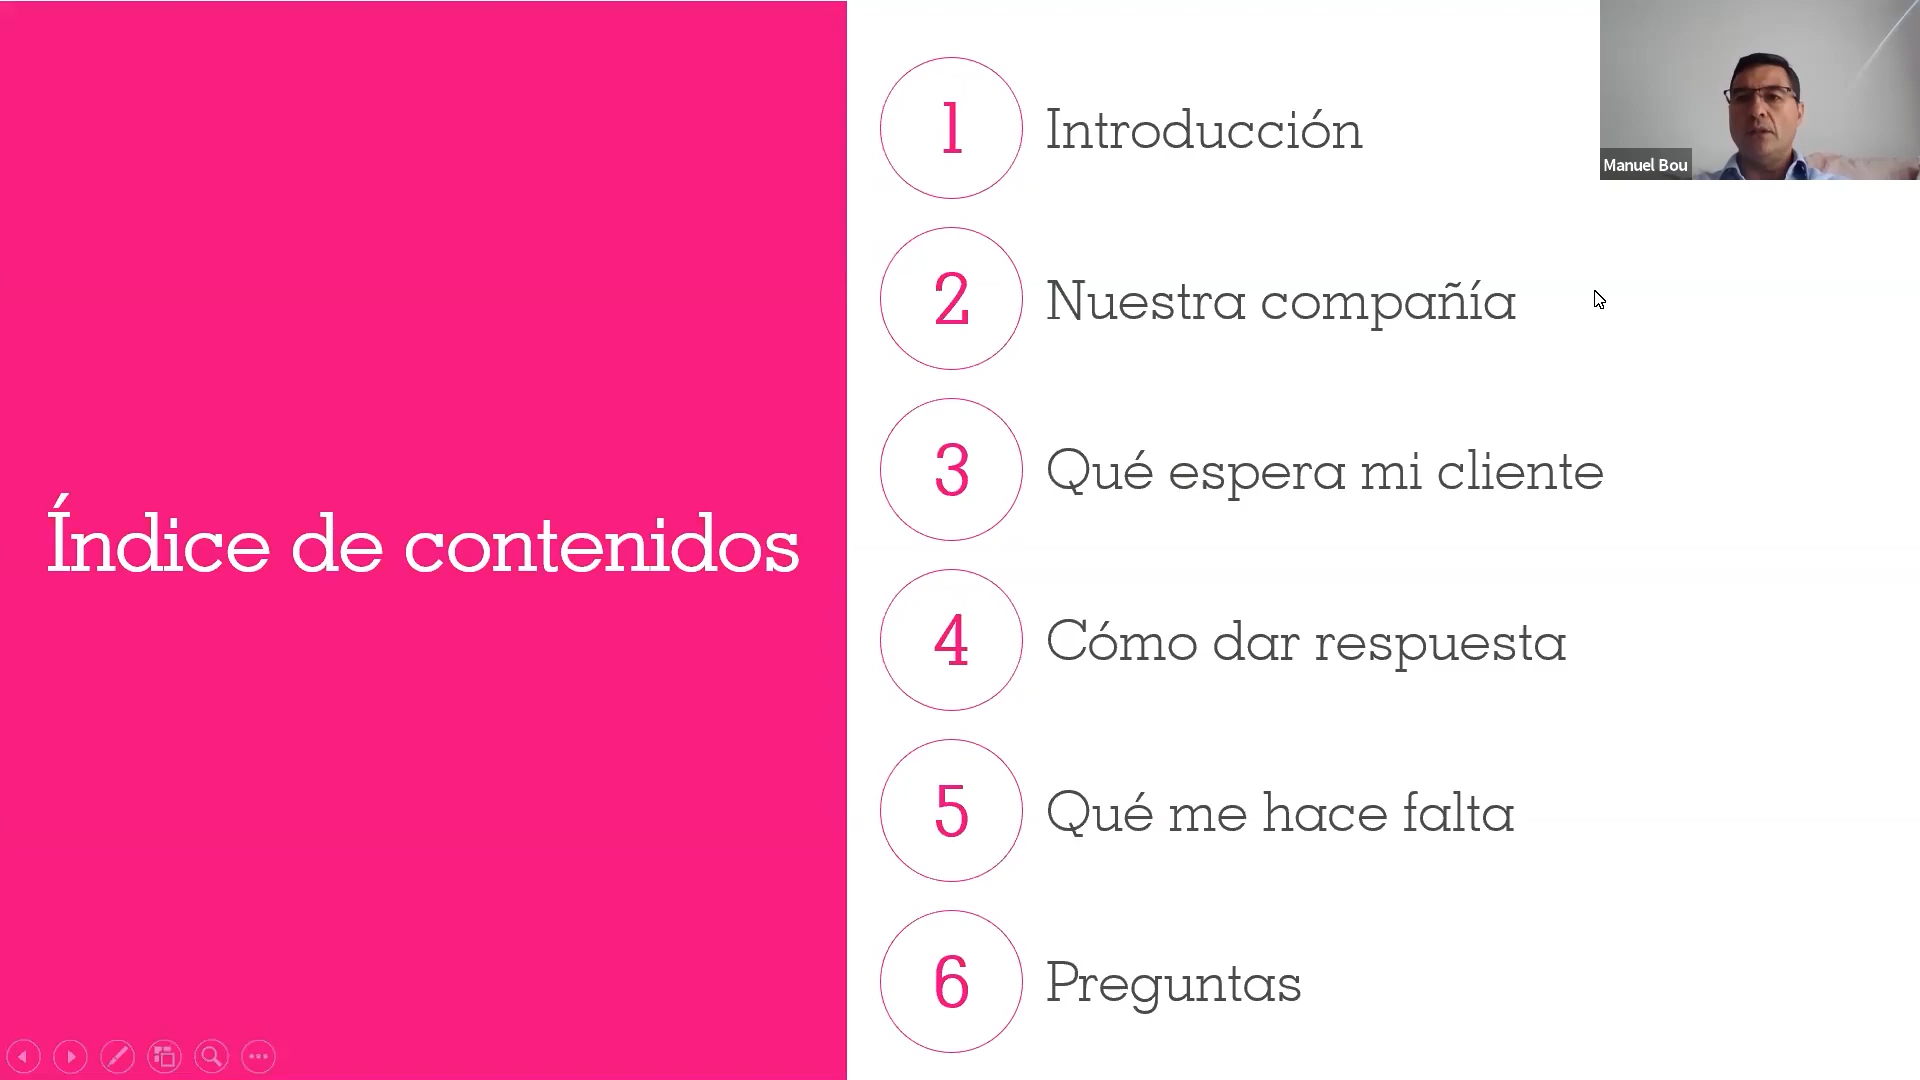 Índice de contenidos
1 Introducción
2 Nuestra compañía
3 Qué espera mi cliente
4 Cómo dar respuesta
5 Qué me hace falta
6 Preguntas
Manuel Bou